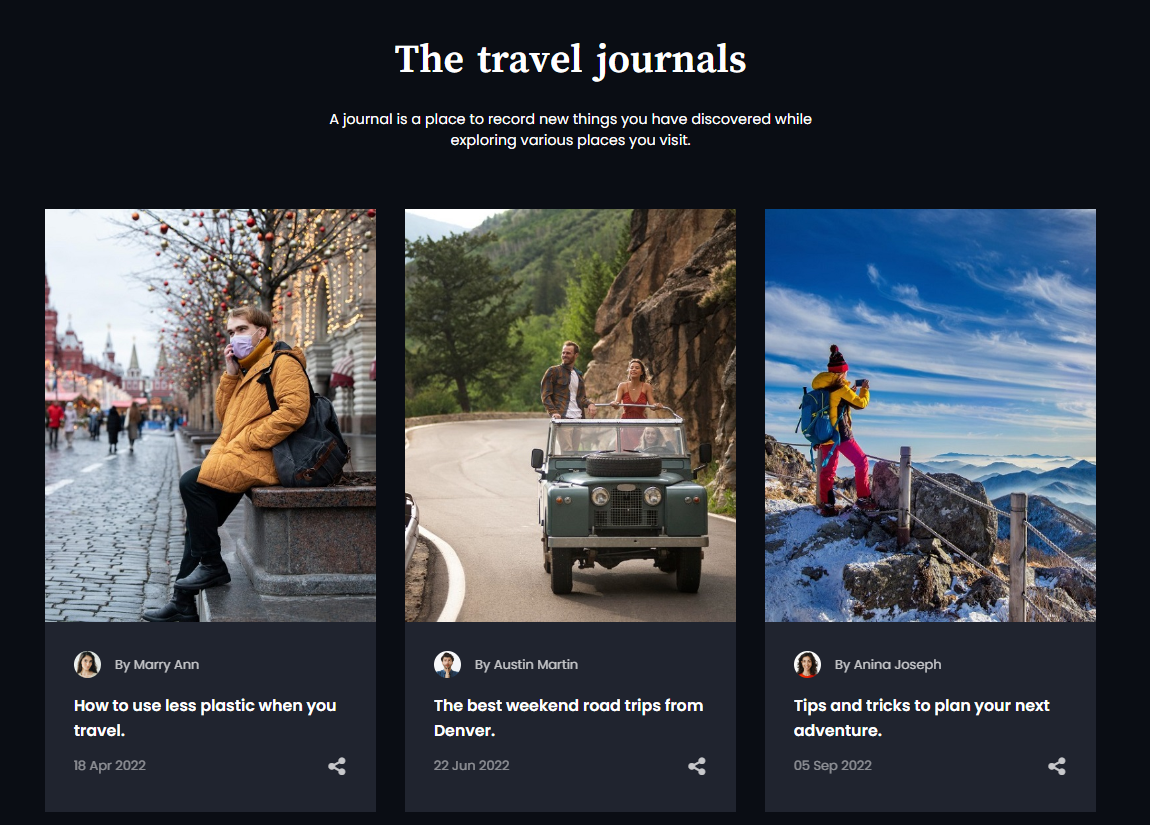 The travel journals
A journal is a place to record new things you have discovered while
exploring various places you visit.
By Marry Ann
How to use less plastic when you
travel.
18 Apr 2022
By Austin Martin
The best weekend road trips from
Denver.
22 Jun 2022
By Anina Joseph
Tips and tricks to plan your next
adventure.
05 Sep 2022